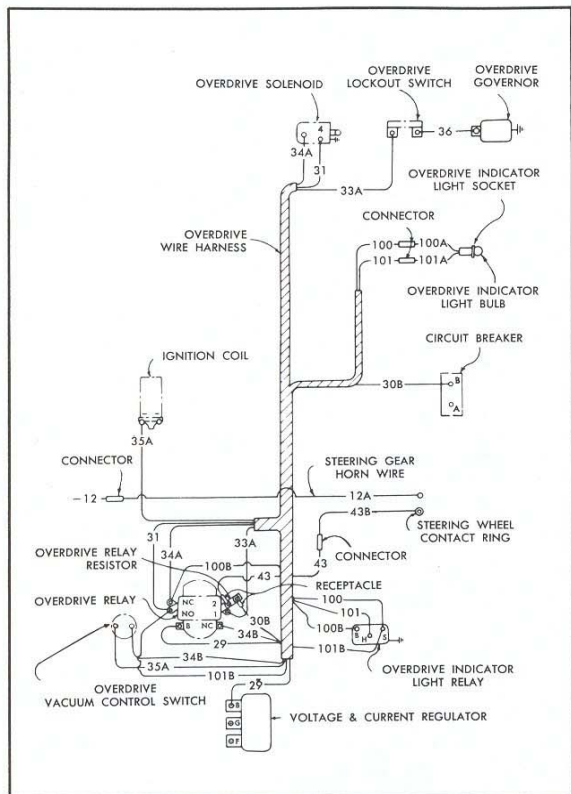 OVERDRIVE SOLENOID
OVERDRIVE
LOCKOUT SWITCH
OVERDRIVE
GOVERNOR
4
34A
31
36
33A
OVERDRIVE INDICATOR
LIGHT SOCKET
CONNECTOR
OVERDRIVE
WIRE HARNESS
100
100A
101
101A
OVERDRIVE INDICATOR
LIGHT BULB
IGNITION COIL
CIRCUIT BREAKER
30B
B
A
35A
CONNECTOR
STEERING GEAR
HORN WIRE
-12
12A
43B
31
34A
33A
STEERING WHEEL
CONTACT RING
CONNECTOR
OVERDRIVE RELAY
RESISTOR
100B
43
43
RECEPTACLE
OVERDRIVE RELAY
NC
2
NO
1
B
NC
30B
34B
29
100
101
100B
B
H
S
34B
35A
101B
101B
OVERDRIVE
VACUUM CONTROL SWITCH
OVERDRIVE INDICATOR
LIGHT RELAY
29
B
G
F
VOLTAGE & CURRENT REGULATOR